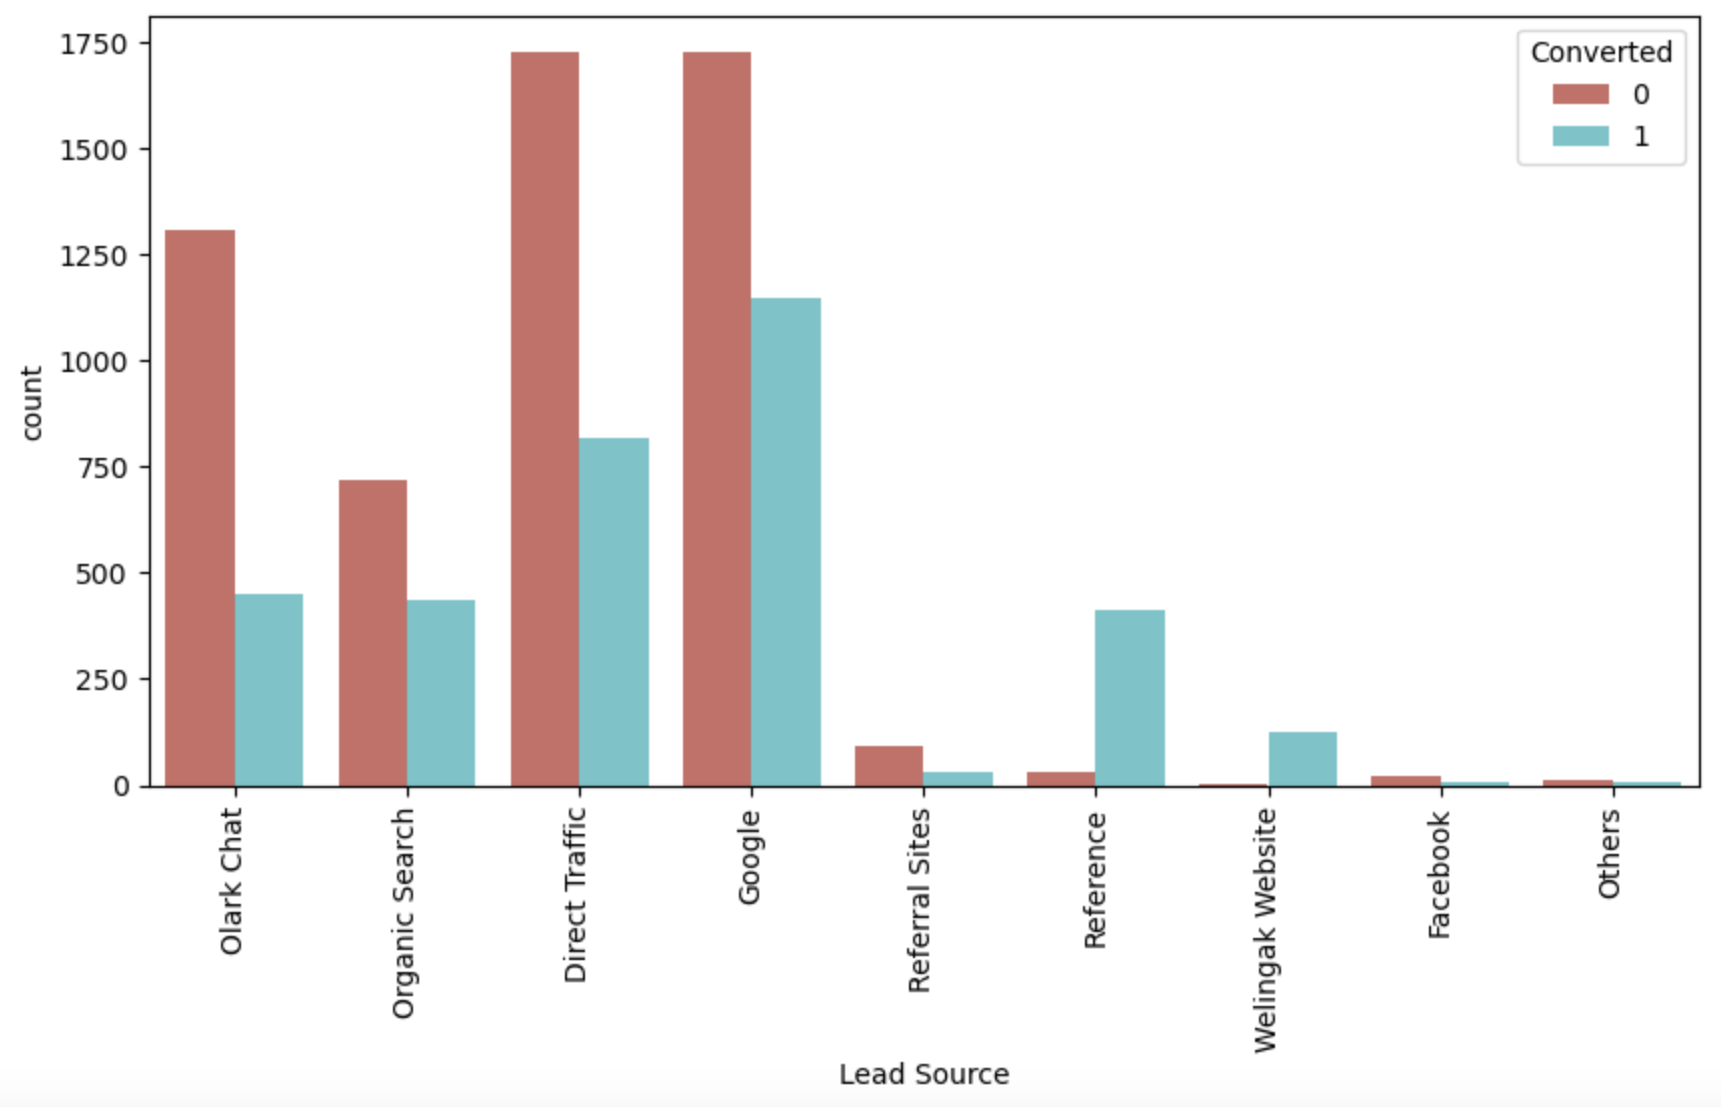 1750
1500
1250
1000
750
500
250
0
count
Converted
0
1
Olark Chat
Organic Search
Direct Traffic
Google
Referral Sites
Reference
Welingak Website
Facebook
Others
Lead Source